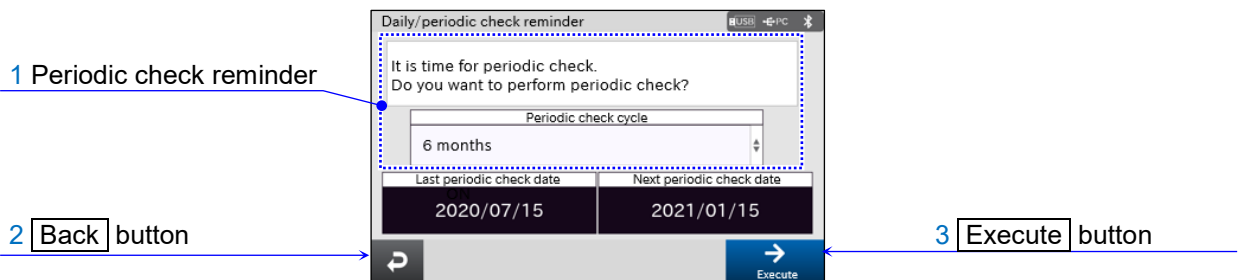 Daily/periodic check reminder
USB PC
It is time for periodic check.
Do you want to perform periodic check?
1 Periodic check reminder
Periodic check cycle
6 months
Last periodic check date Next periodic check date
2020/07/15 2021/01/15
2 Back button
3 Execute button
Execute